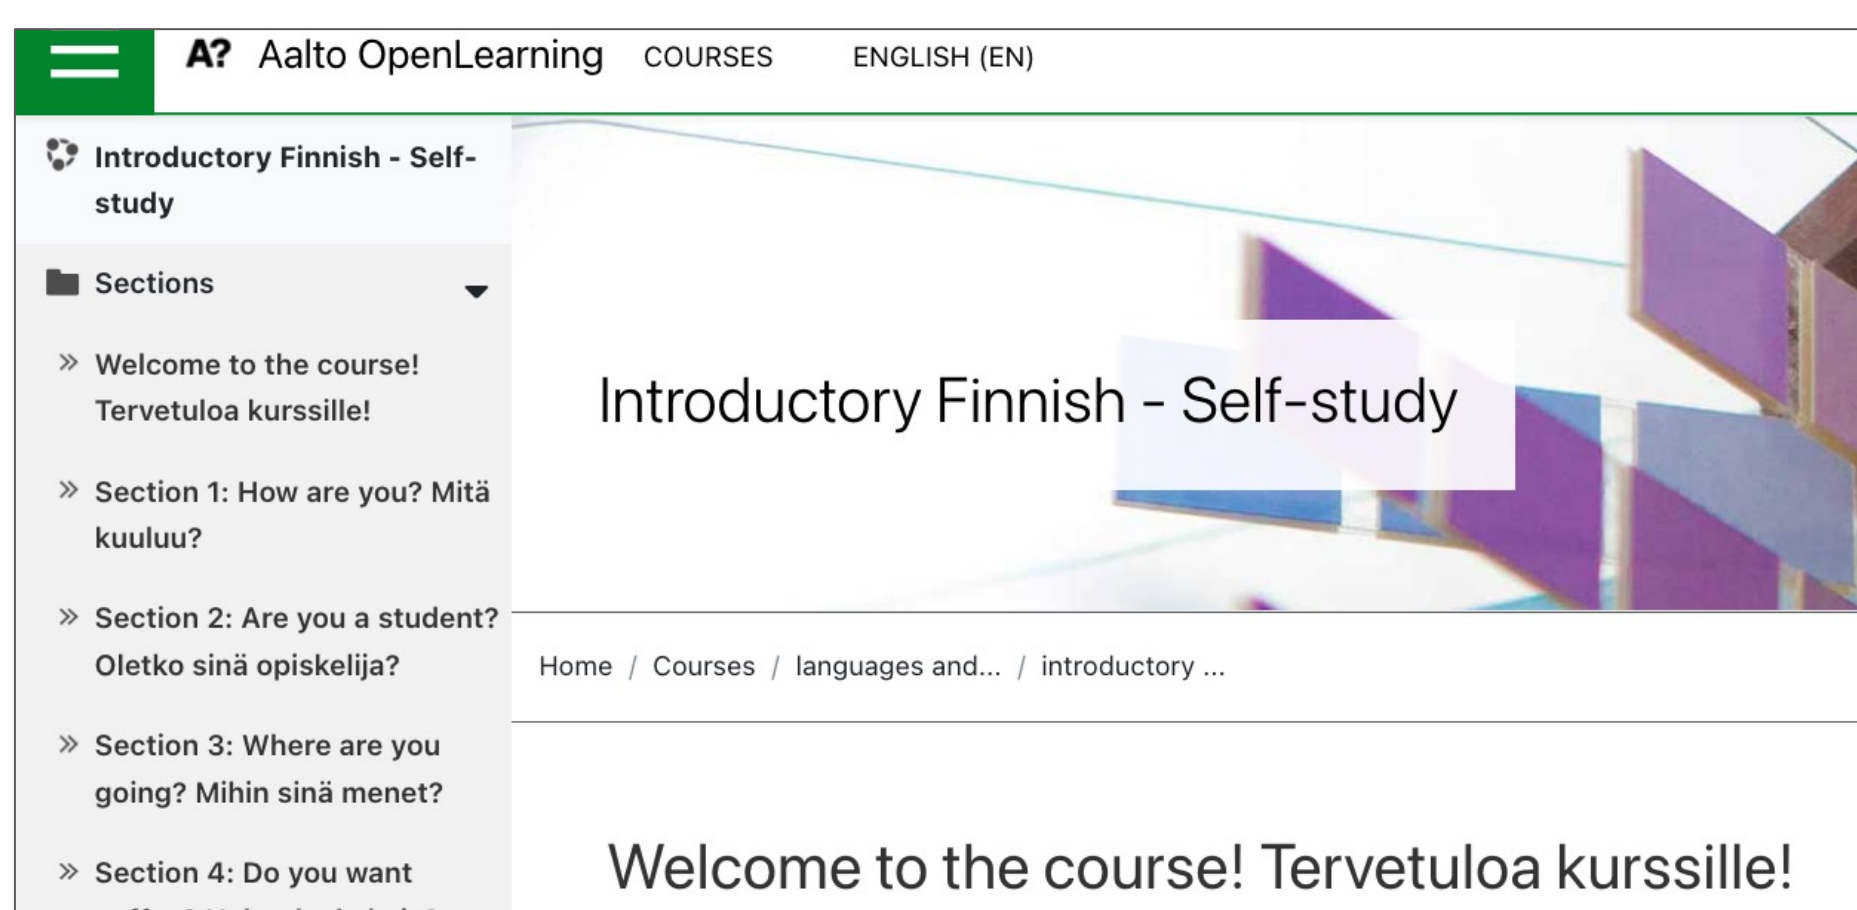 A? Aalto OpenLearning COURSES ENGLISH (EN)
Introductory Finnish - Self-
study
Sections
Welcome to the course!
Tervetuloa kurssille!
Section 1: How are you? Mitä
kuuluu?
Section 2: Are you a student?
Oletko sinä opiskelija?
Section 3: Where are you
going? Mihin sinä menet?
Section 4: Do you want
Introductory Finnish - Self-study
Home / Courses / languages and... / introductory ...
Welcome to the course! Tervetuloa kurssille!